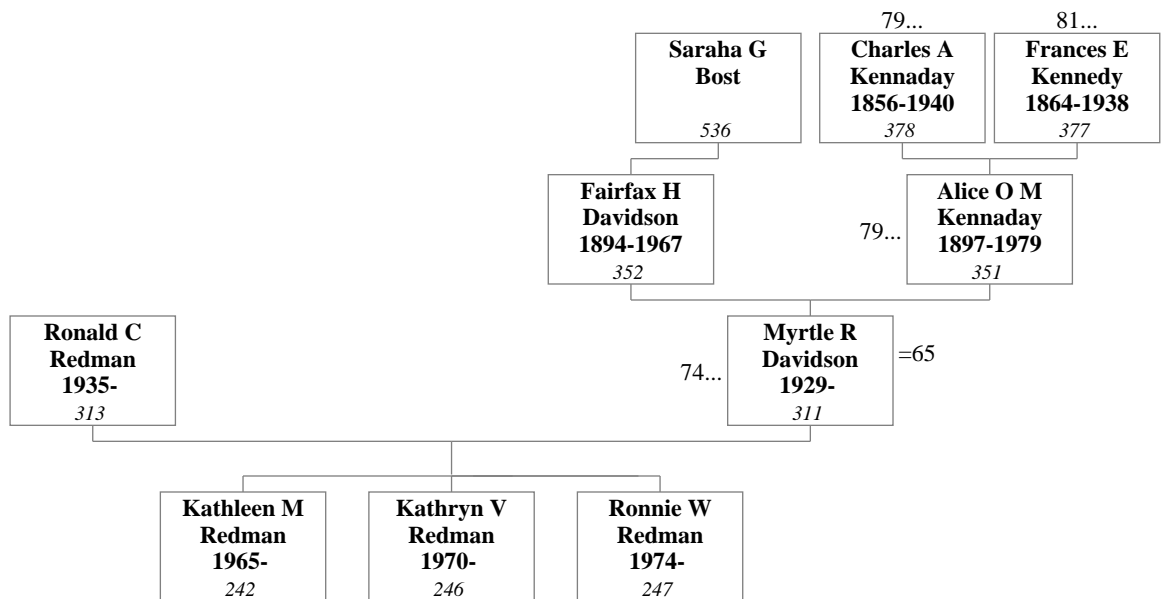 79...
81...
Saraha G
Bost
536
Charles A
Kennaday
1856-1940
378
Frances E
Kennedy
1864-1938
377
Fairfax H
Davidson
1894-1967
352
79...
Alice O M
Kennaday
1897-1979
351
Ronald C
Redman
1935-
313
74...
Myrtle R
Davidson
1929-
311
=65
Kathleen M
Redman
1965-
242
Kathryn V
Redman
1970-
246
Ronnie W
Redman
1974-
247